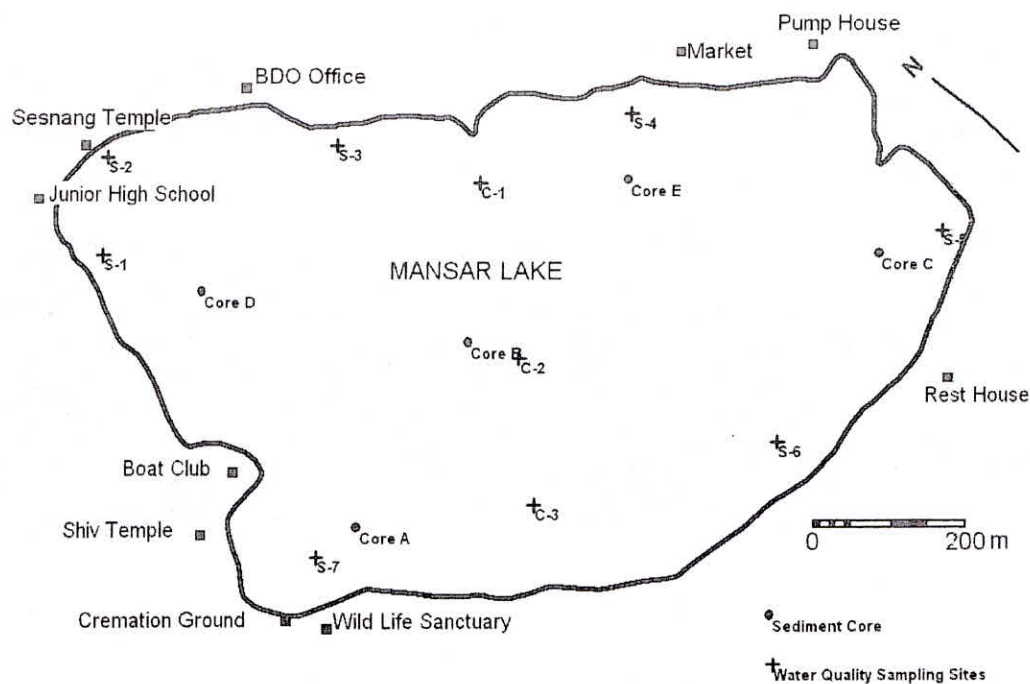 Pump House
Market
N
BDO Office
Sesnang Temple
S-4
S-3
S-2
C-1
Core E
Junior High School
S-5
S-1
MANSAR LAKE
Core C
Core D
Core B
C-2
Rest House
S-6
Boat Club
C-3
Shiv Temple
Core A
0 200 m
S-7
Cremation Ground
Wild Life Sanctuary
Sediment Core
Water Quality Sampling Sites